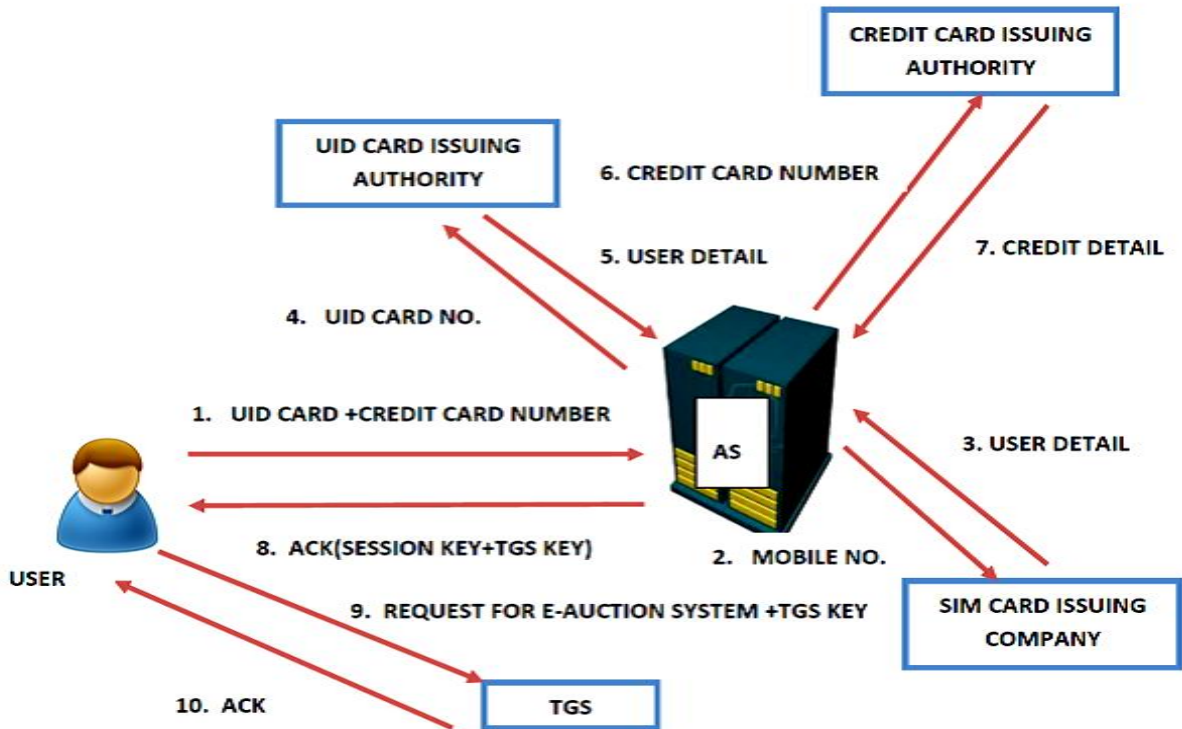 CREDIT CARD ISSUING
AUTHORITY
UID CARD ISSUING
AUTHORITY
6. CREDIT CARD NUMBER
5. USER DETAIL
7. CREDIT DETAIL
4. UID CARD NO.
1. UID CARD +CREDIT CARD NUMBER
AS
3. USER DETAIL
8. ACK(SESSION KEY+TGS KEY)
2. MOBILE NO.
USER
9. REQUEST FOR E-AUCTION SYSTEM +TGS KEY
SIM CARD ISSUING
COMPANY
10. ACK
TGS